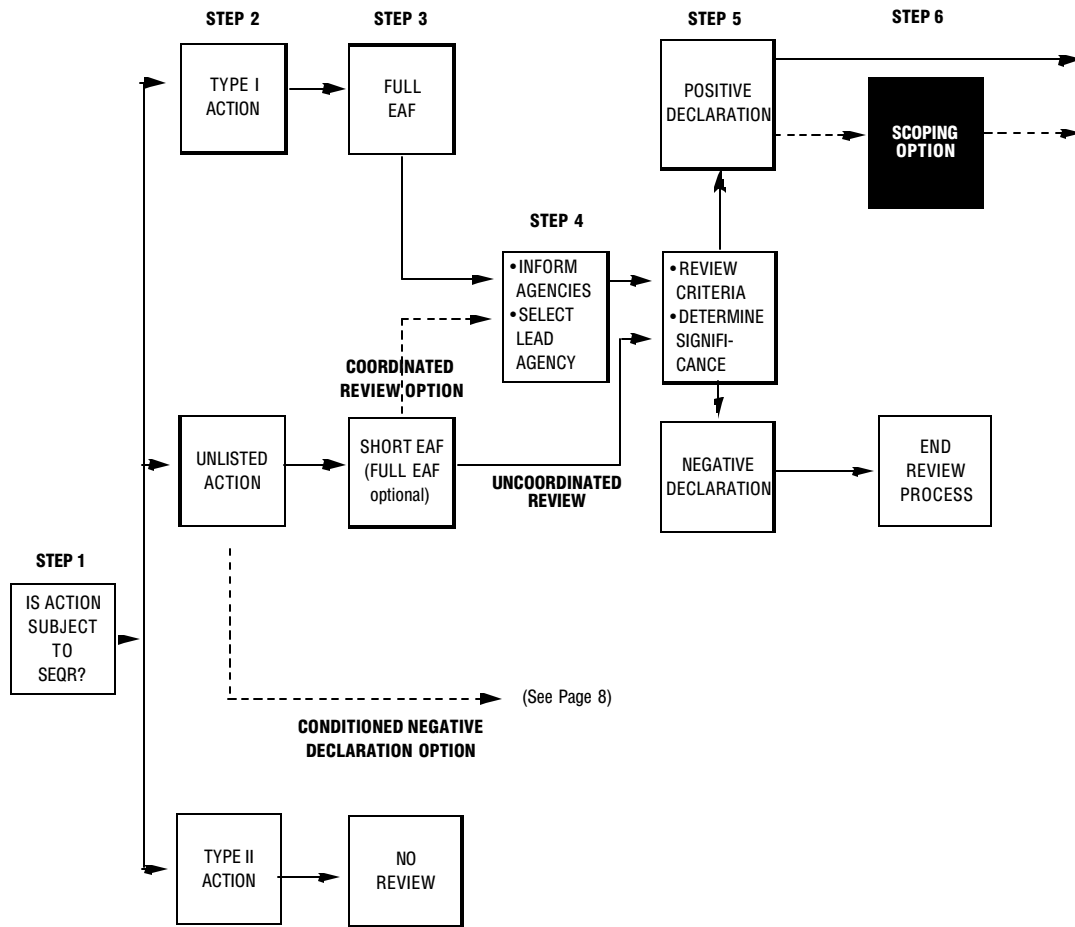 STEP 2
STEP 3
STEP 5
STEP 6
TYPE I
ACTION
FULL
EAF
POSITIVE
DECLARATION
SCOPING
OPTION
STEP 4
•INFORM
AGENCIES
•SELECT
LEAD
AGENCY
•REVIEW
CRITERIA
•DETERMINE
SIGNIFI-
CANCE
COORDINATED
REVIEW OPTION
UNLISTED
ACTION
SHORT EAF
(FULL EAF
optional)
UNCOORDINATED
REVIEW
NEGATIVE
DECLARATION
END
REVIEW
PROCESS
STEP 1
IS ACTION
SUBJECT
TO
SEQR?
(See Page 8)
CONDITIONED NEGATIVE
DECLARATION OPTION
TYPE II
ACTION
NO
REVIEW